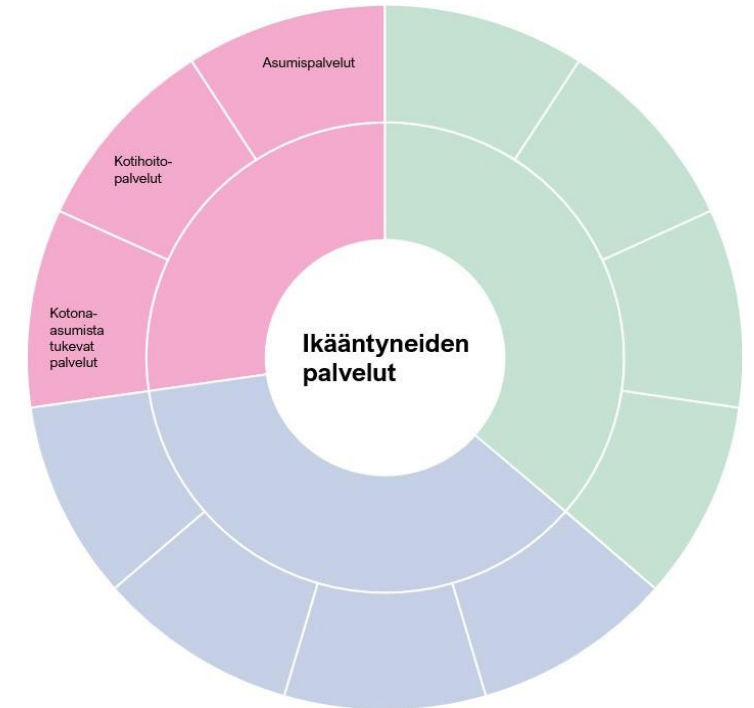 Asumispalvelut
Kotihoito-
palvelut
Kotona-
asumista
tukevat
palvelut
Ikääntyneiden
palvelut